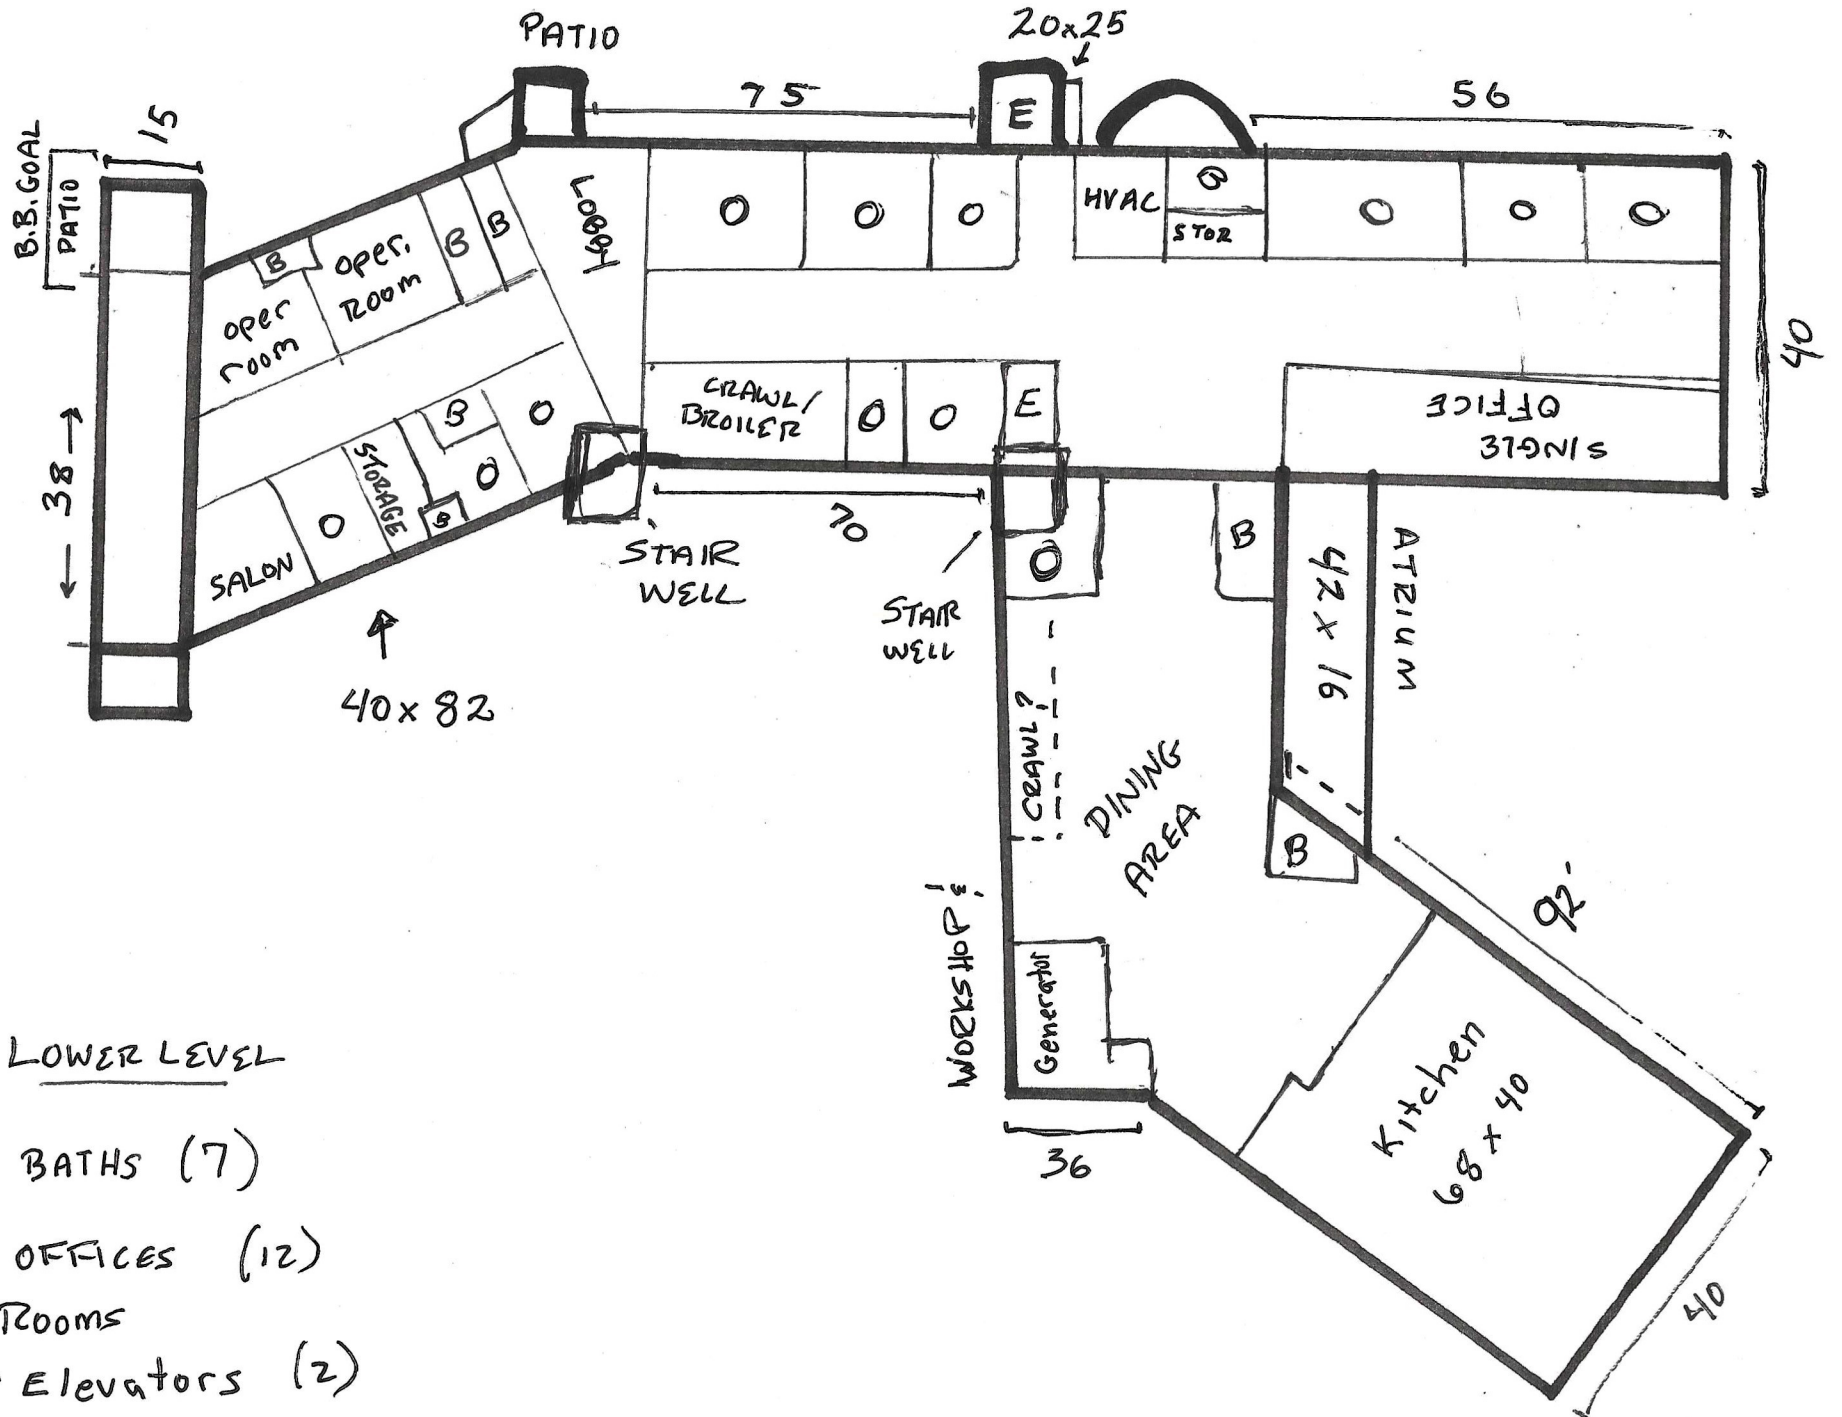 PATIO
20x25
75
56
15
B.B. GOAL
PATIO
E
LOBBY
O
O
O
HVAC
B
STOR
O
O
O
B
oper.
ROOM
B
B
oper
room
40
38
CRAWL/
BROILER
O
O
E
SINGLE
OFFICE
B
O
STORAGE
O
B
O
SALON
70
STAIR
WELL
40 x 82
STAIR
WELL
O
B
42 x 16
ATRIUM
CRAWL?
DINING
AREA
B
92'
WORKSHOP
Generator
36
Kitchen
68 x 40
40
LOWER LEVEL
BATHS (7)
OFFICES (12)
Rooms
Elevators (2)